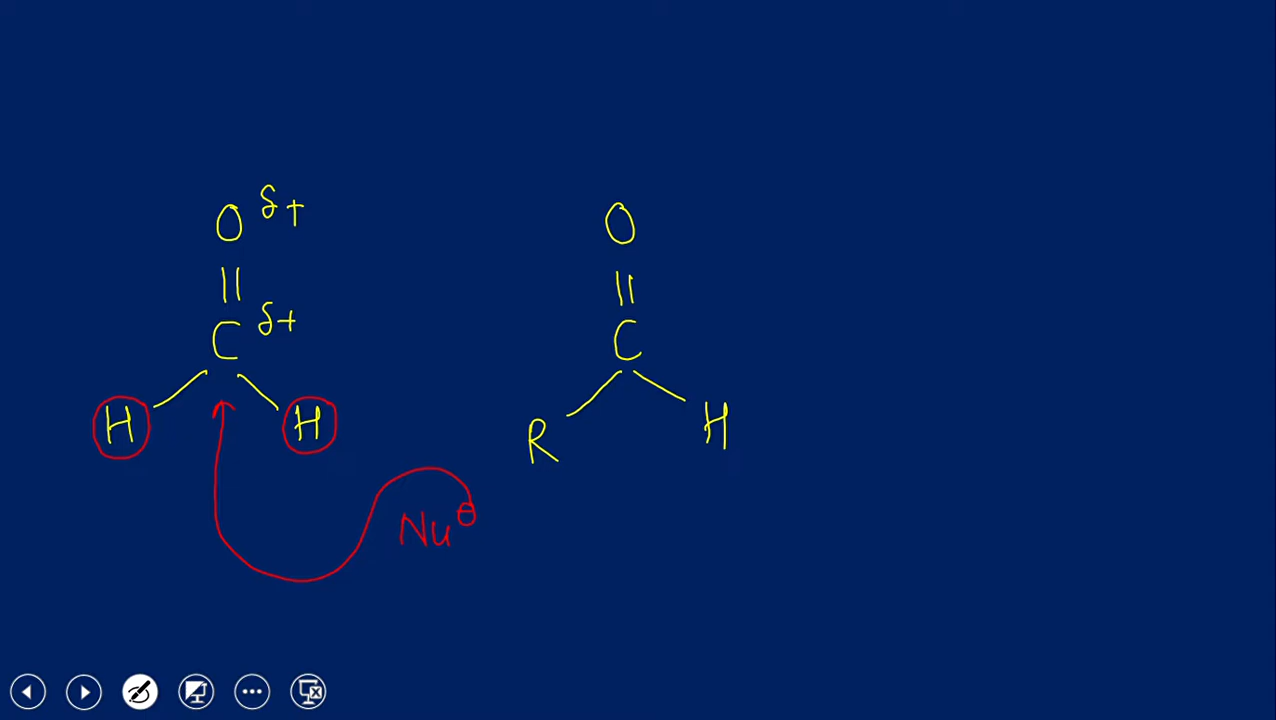 O δ+
||
C δ+
H H
Nu⊖
O
||
C
R H